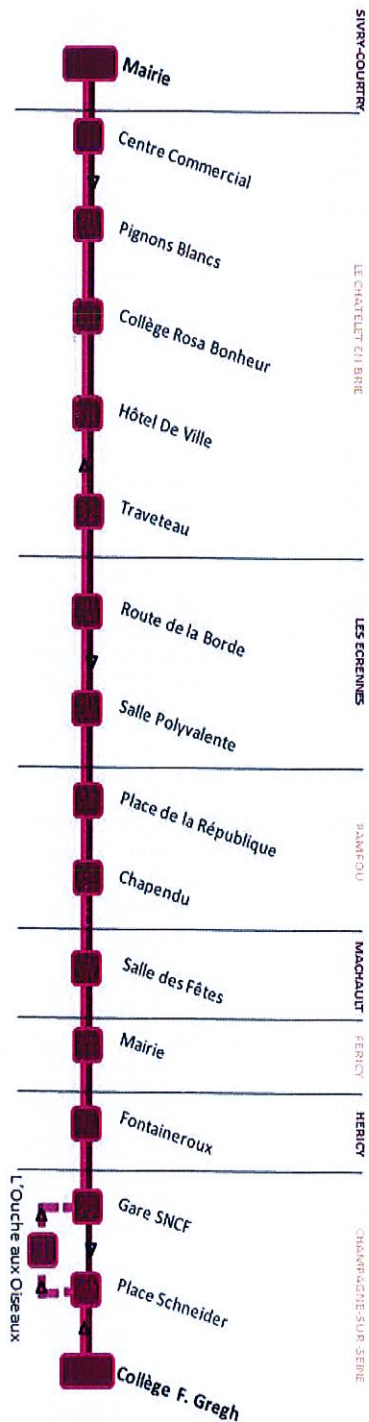 SIVRY-COURTRY
Mairie
LE CHATELET EN BRIE
Centre Commercial
Pignons Blancs
Collège Rosa Bonheur
Hôtel De Ville
Traveteau
LES ECRENNES
Route de la Borde
Salle Polyvalente
PAMFOU
Place de la République
Chapendu
MACHAULT
Salle des Fêtes
FERICY
Mairie
HERICY
Fontaineroux
CHAMPAGNE-SUR-SEINE
Gare SNCF
L'Ouche aux Oiseaux
Place Schneider
Collège F. Gregh